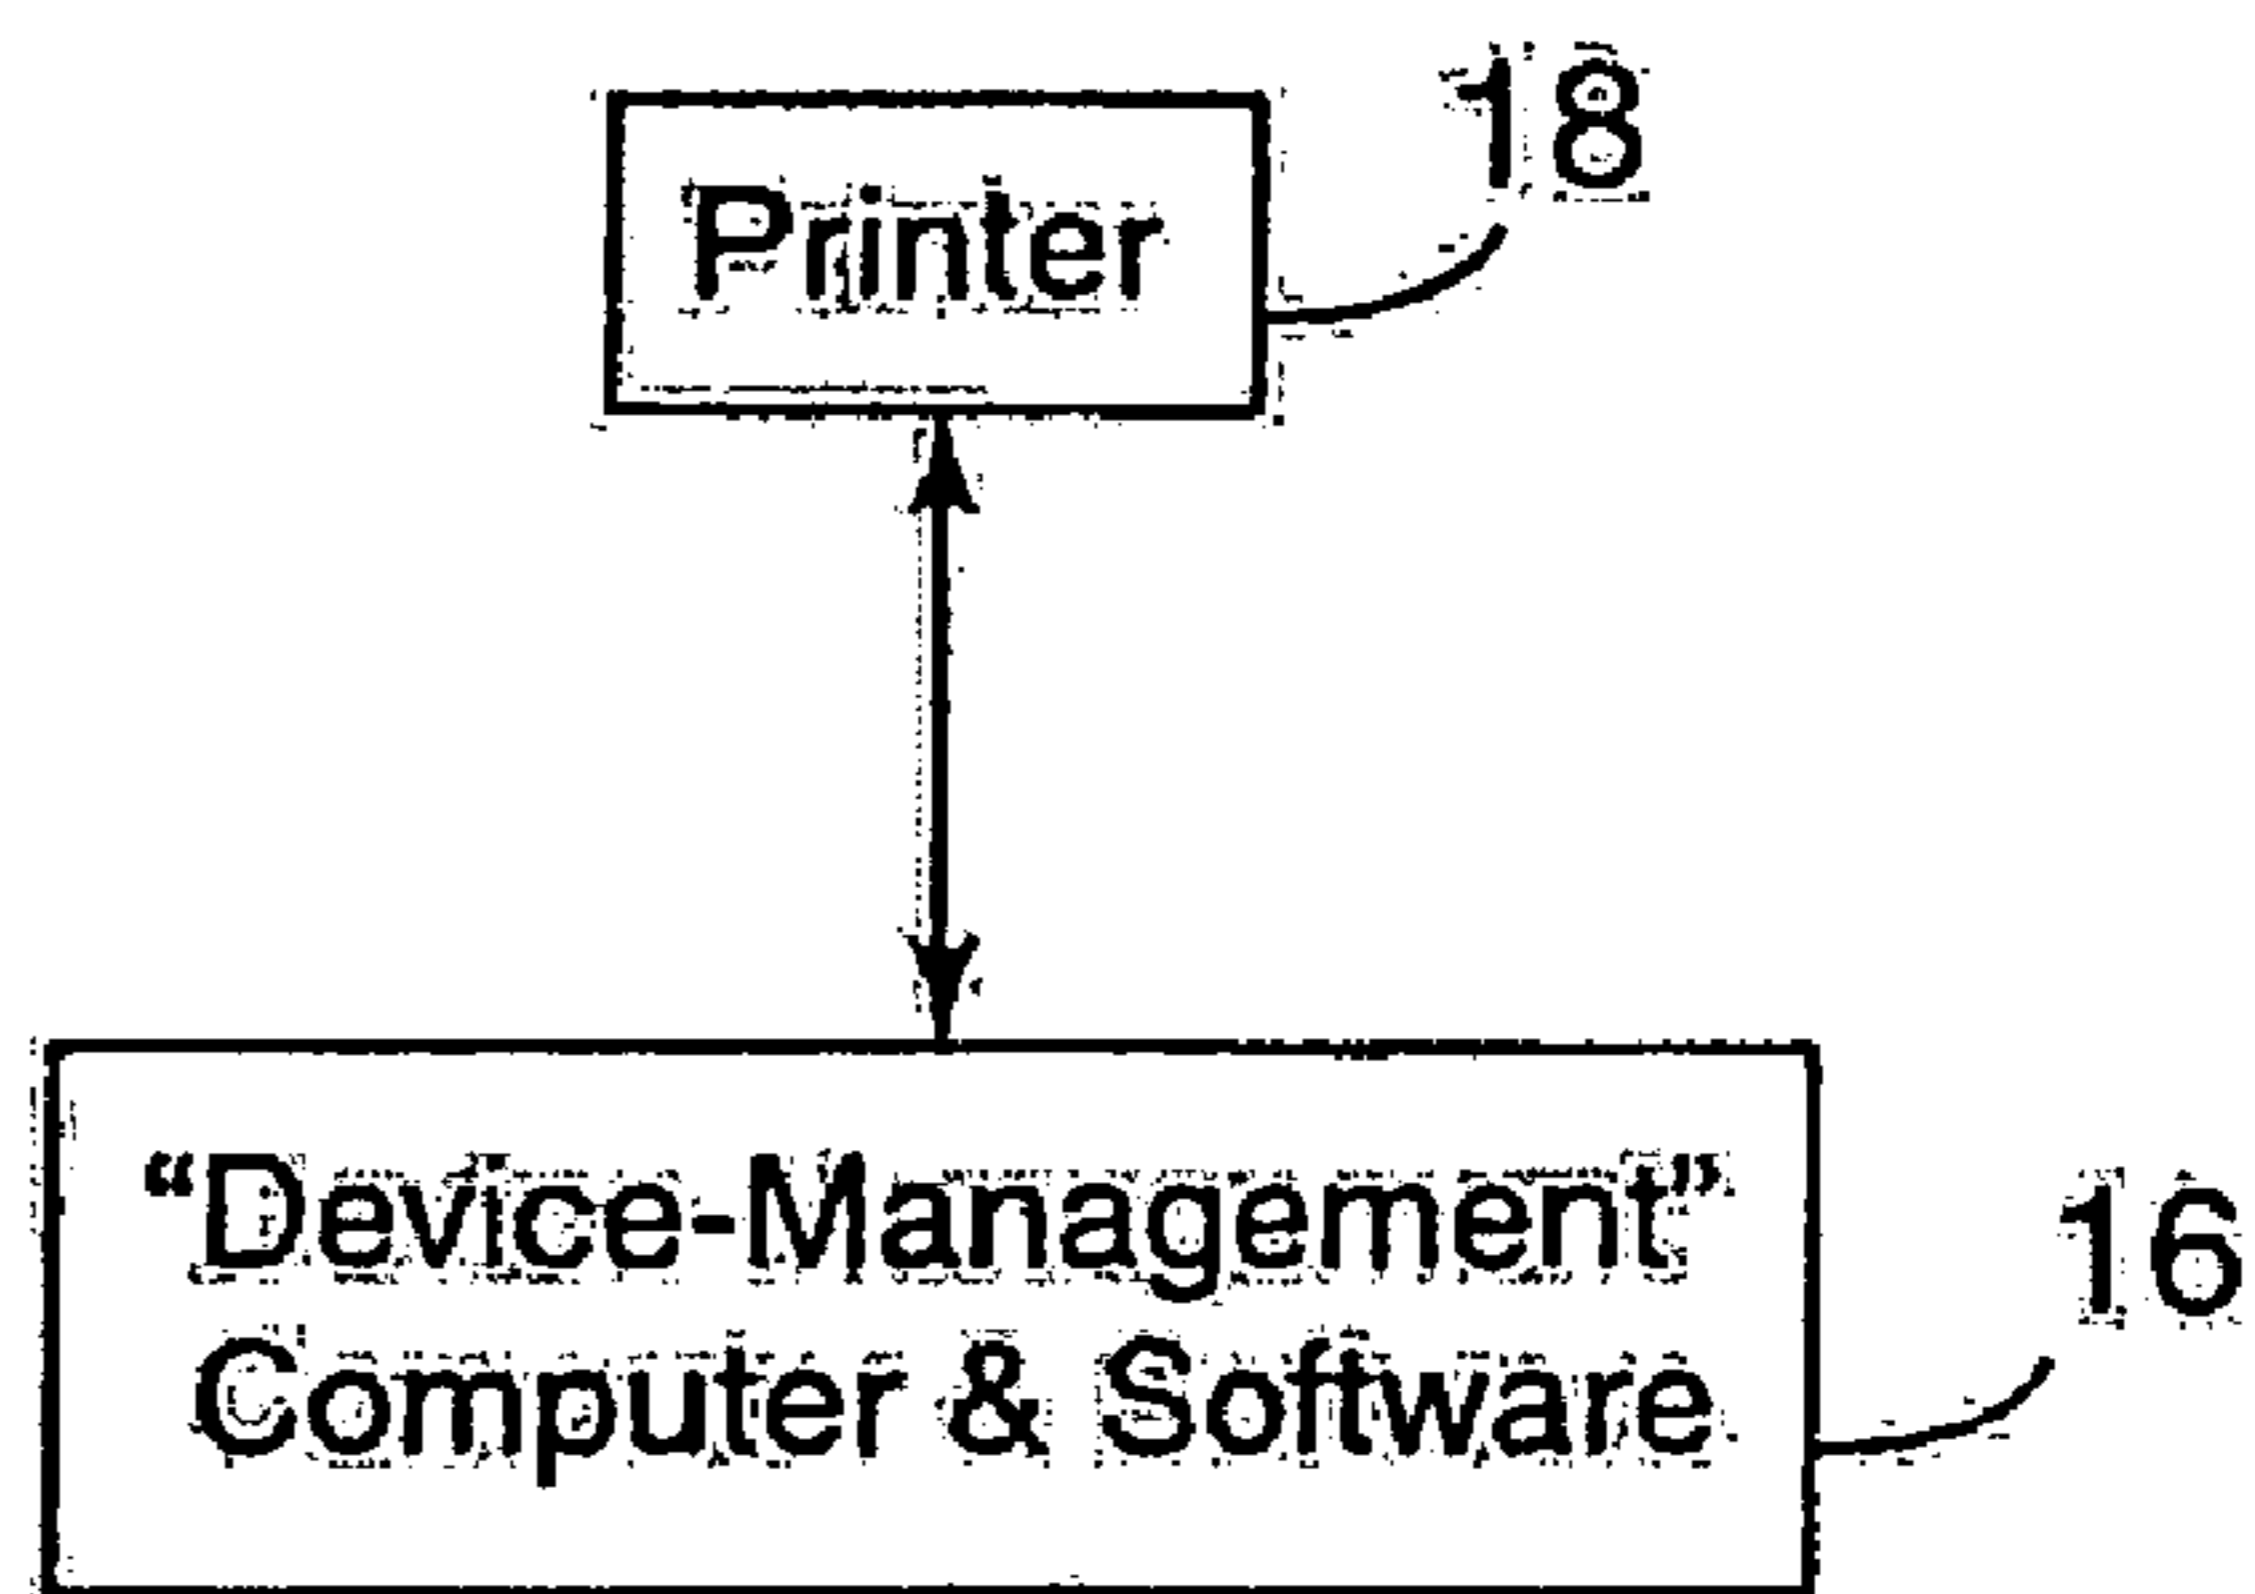 18
Printer
“Device-Management”
Computer & Software
16